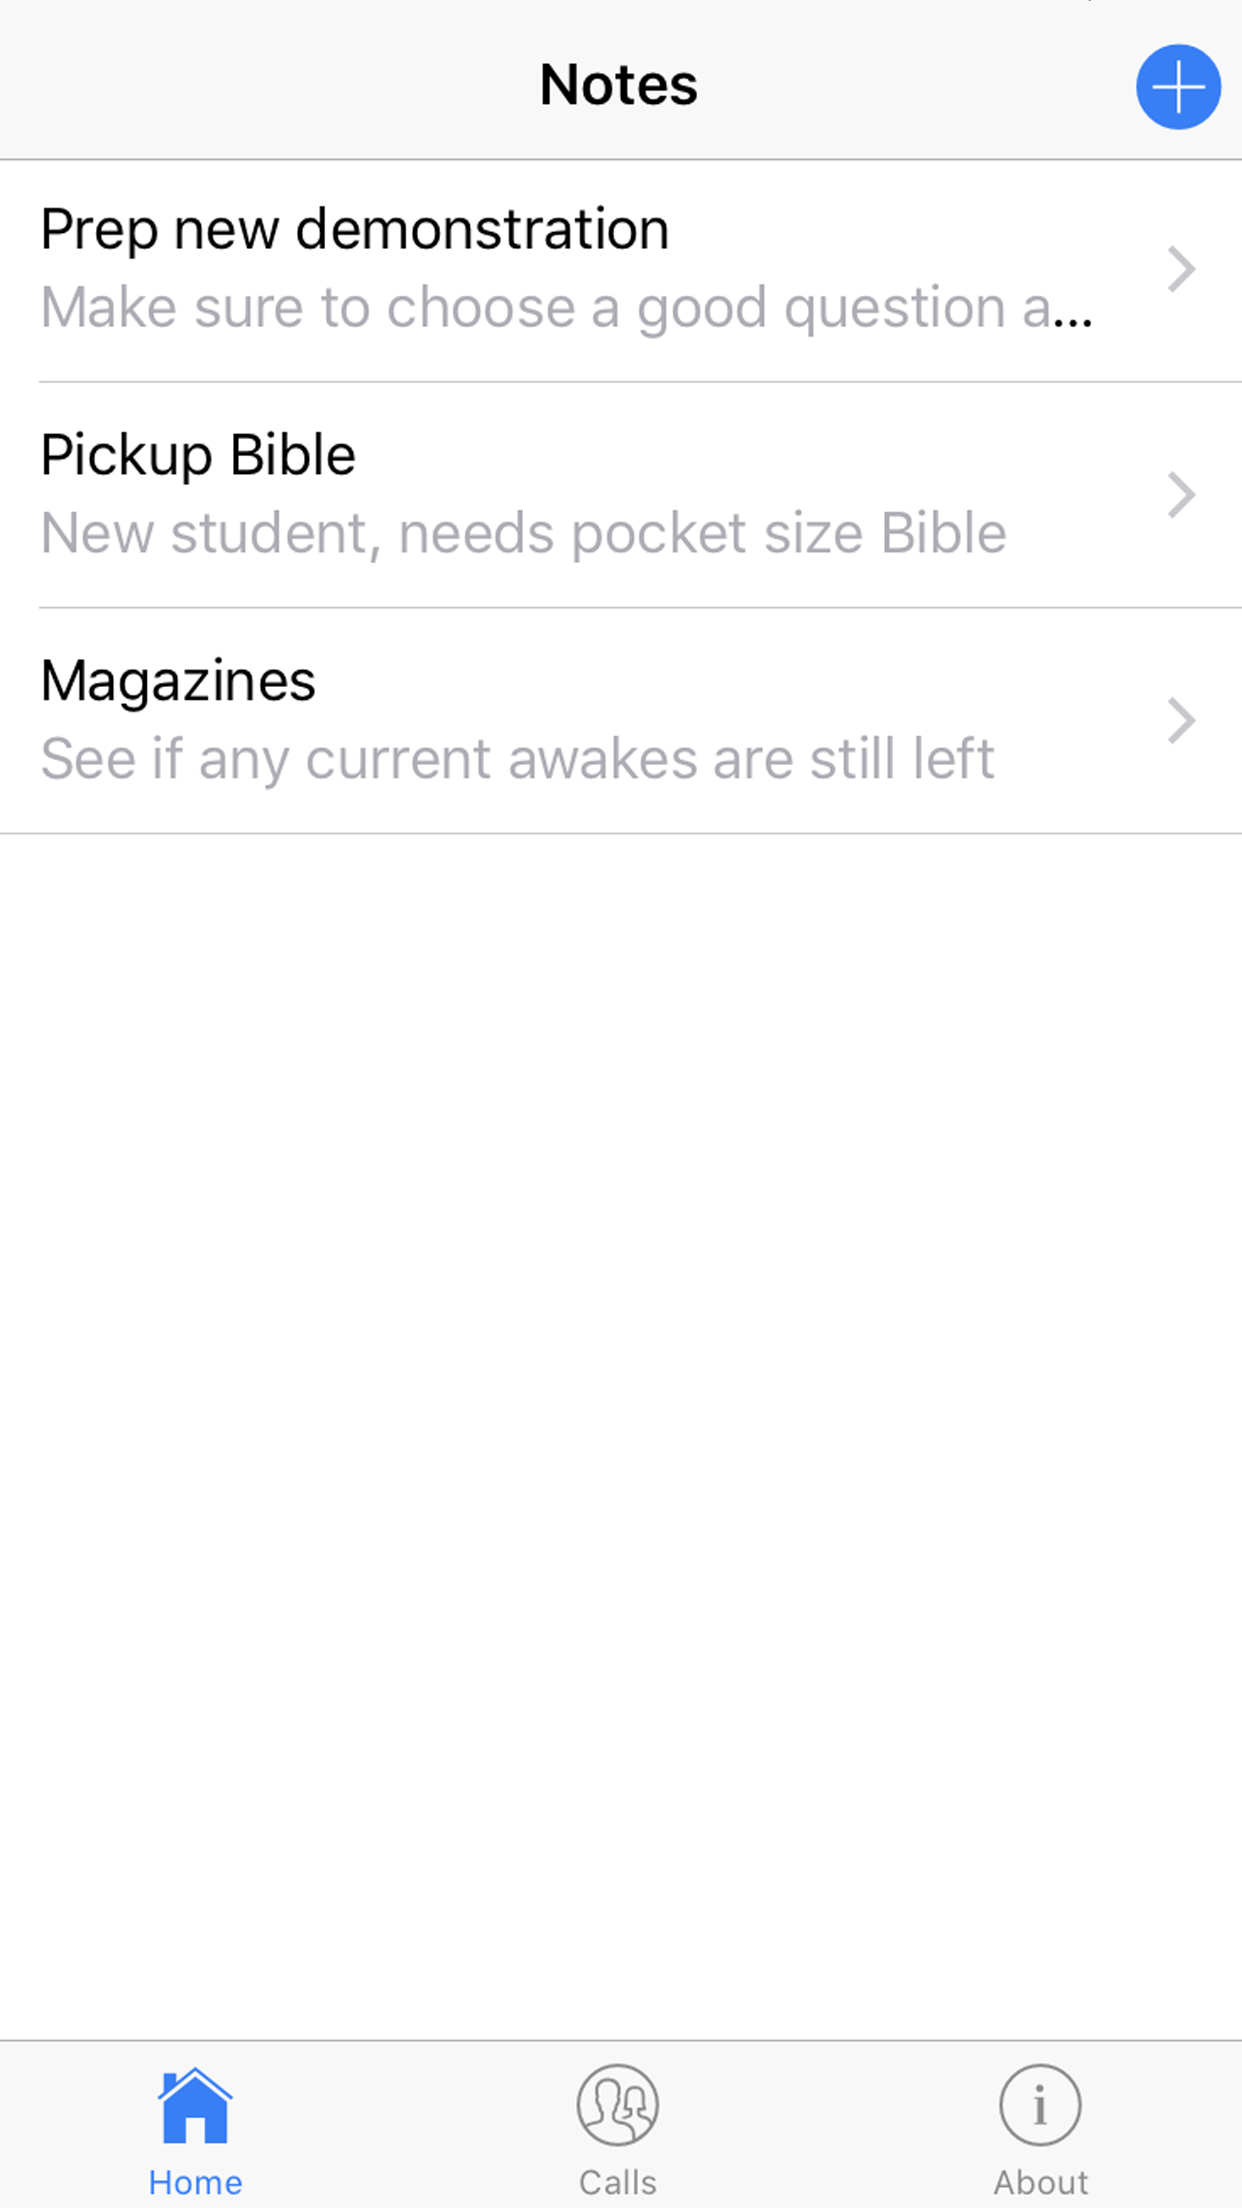 Notes
Prep new demonstration
Make sure to choose a good question a...
Pickup Bible
New student, needs pocket size Bible
Magazines
See if any current awakes are still left
Home
Calls
About